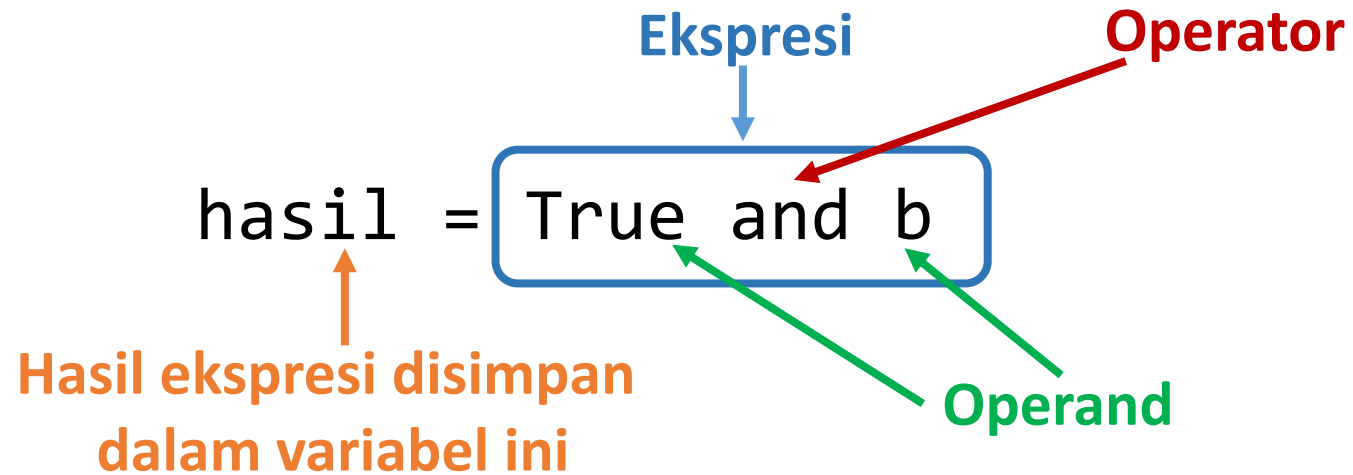 Ekspresi
Operator
hasil = True and b
Hasil ekspresi disimpan
dalam variabel ini
Operand